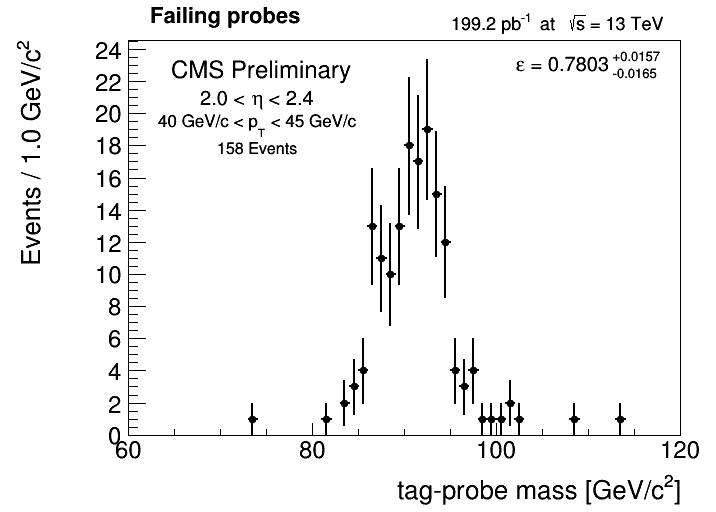 Failing probes
199.2 pb⁻¹ at √s = 13 TeV
CMS Preliminary
2.0 < η < 2.4
40 GeV/c < p_T < 45 GeV/c
158 Events
ε = 0.7803 +0.0157 -0.0165
Events / 1.0 GeV/c²
24
22
20
18
16
14
12
10
8
6
4
2
0
60 80 100 120
tag-probe mass [GeV/c²]